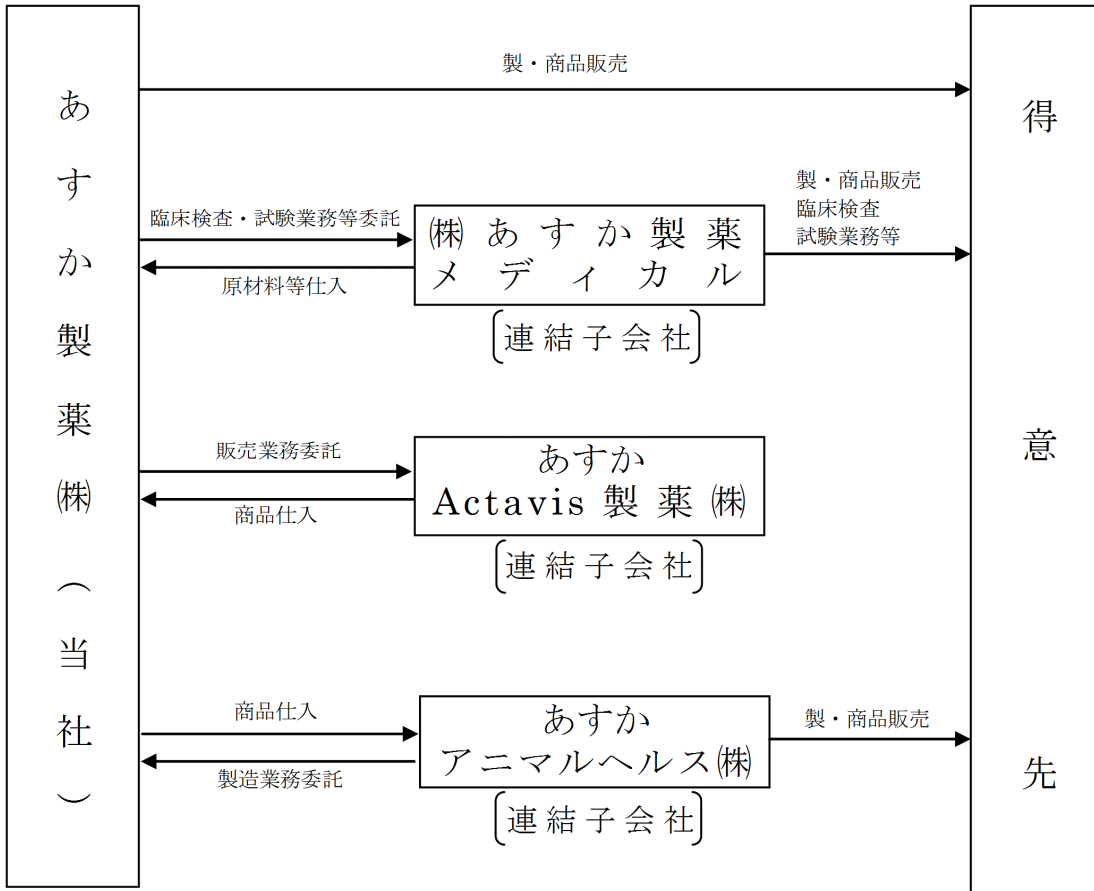 あすか製薬㈱（当社）
製・商品販売
臨床検査・試験業務等委託
原材料等仕入
㈱あすか製薬
メディカル
連結子会社
製・商品販売
臨床検査
試験業務等
販売業務委託
商品仕入
あすか
Actavis製薬㈱
連結子会社
商品仕入
製造業務委託
あすか
アニマルヘルス㈱
連結子会社
製・商品販売
得意先